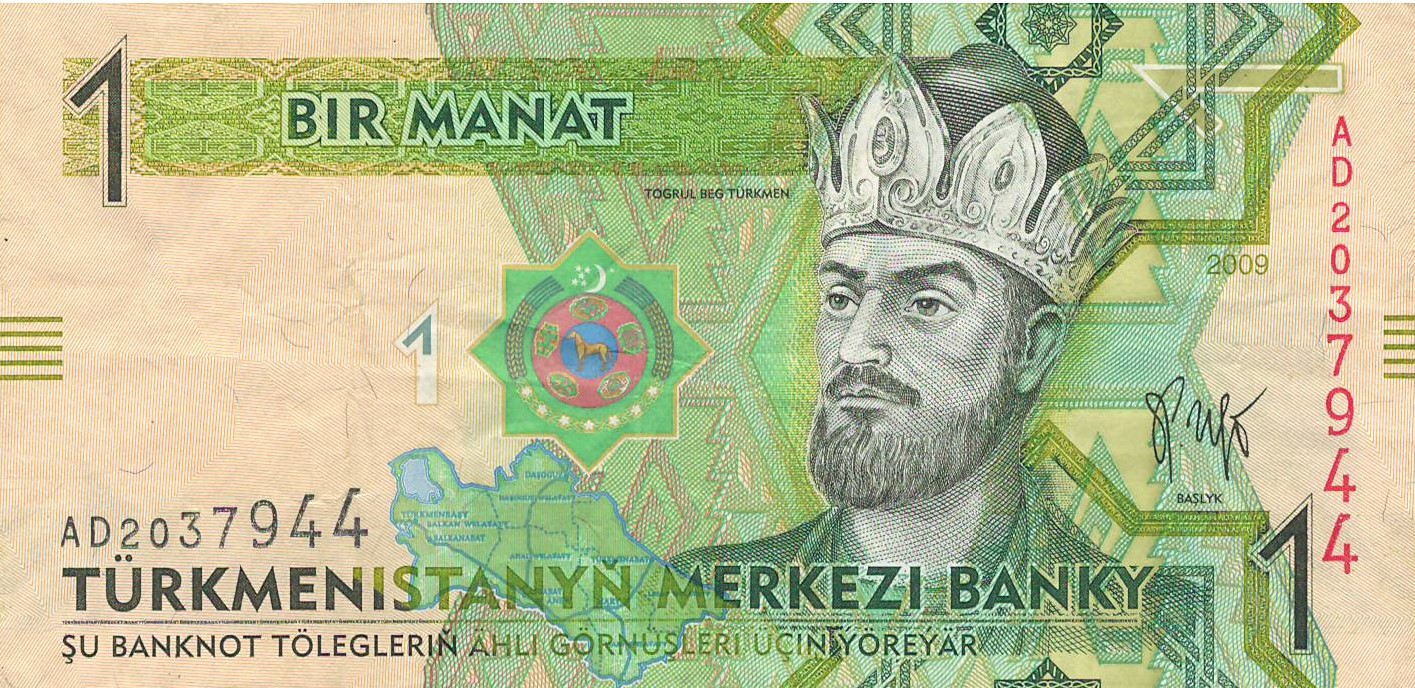 1
BIR MANAT
TOGRUL BEG TÜRKMEN
AD2037944
2009
1
BAŞLYK
DAŞOGUZ
TÜRKMENBAŞY
BALKAN WELAÝATY
BALKANABAT
AHAL WELAÝATY
TÜRKMENABAT
AD2037944
TÜRKMENISTANYŇ MERKEZI BANKY
ŞU BANKNOT TÖLEGLERIŇ ÄHLI GÖRNÜŞLERI ÜÇIN ÝÖREÝÄR
1